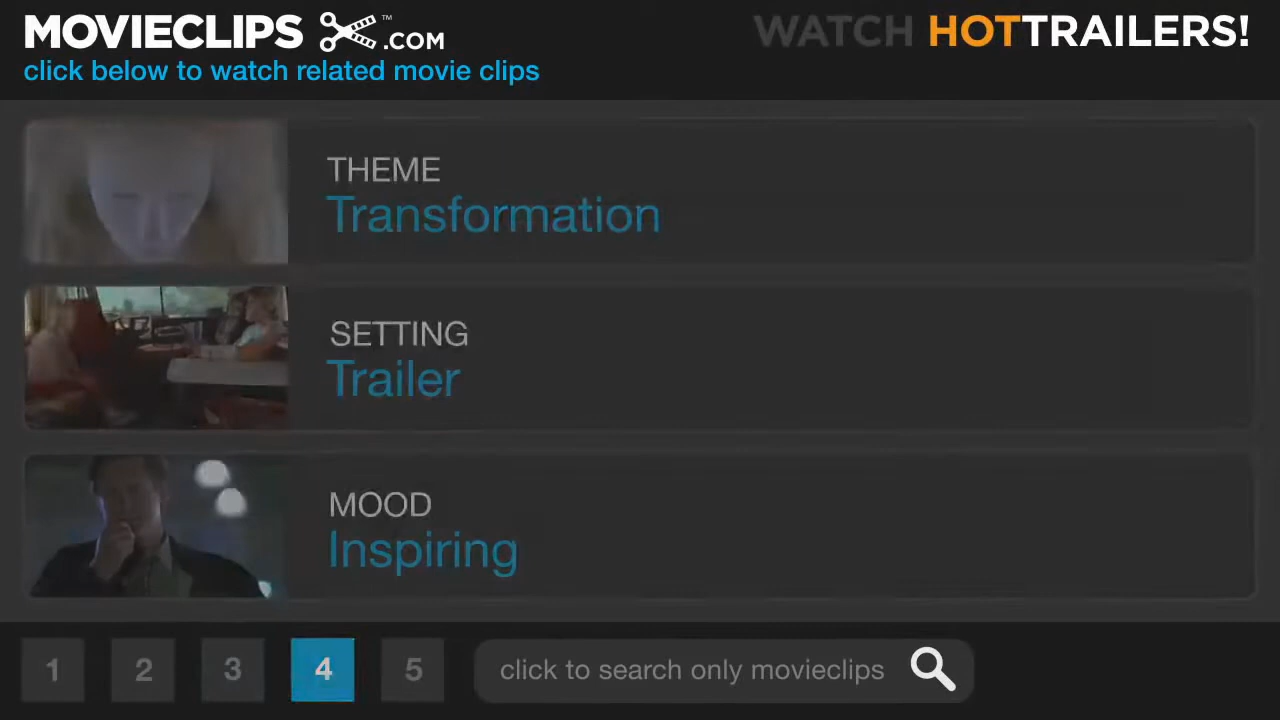 MOVIECLIPS ™ .COM
WATCH HOTTRAILERS!
click below to watch related movie clips
THEME
Transformation
SETTING
Trailer
MOOD
Inspiring
1 2 3 4 5 click to search only movieclips